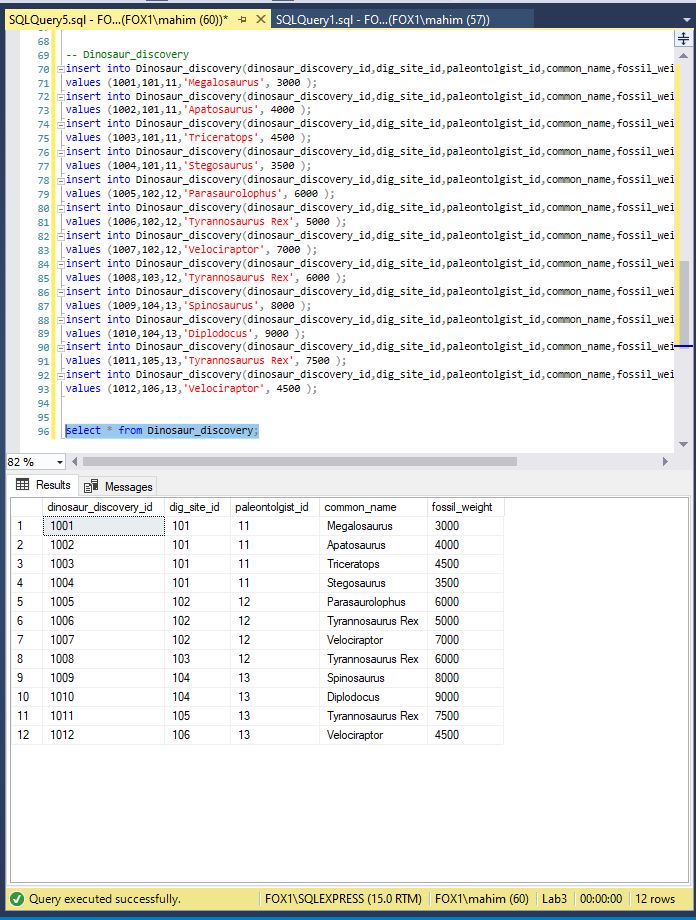 SQLQuery5.sql - FO...(FOX1\mahim (60))* SQLQuery1.sql - FO...(FOX1\mahim (57))
68
69 -- Dinosaur_discovery
70 insert into Dinosaur_discovery(dinosaur_discovery_id,dig_site_id,paleontolgist_id,common_name,fossil_wei
71 values (1001,101,11,'Megalosaurus', 3000 );
72 insert into Dinosaur_discovery(dinosaur_discovery_id,dig_site_id,paleontolgist_id,common_name,fossil_wei
73 values (1002,101,11,'Apatosaurus', 4000 );
74 insert into Dinosaur_discovery(dinosaur_discovery_id,dig_site_id,paleontolgist_id,common_name,fossil_wei
75 values (1003,101,11,'Triceratops', 4500 );
76 insert into Dinosaur_discovery(dinosaur_discovery_id,dig_site_id,paleontolgist_id,common_name,fossil_wei
77 values (1004,101,11,'Stegosaurus', 3500 );
78 insert into Dinosaur_discovery(dinosaur_discovery_id,dig_site_id,paleontolgist_id,common_name,fossil_wei
79 values (1005,102,12,'Parasaurolophus', 6000 );
80 insert into Dinosaur_discovery(dinosaur_discovery_id,dig_site_id,paleontolgist_id,common_name,fossil_wei
81 values (1006,102,12,'Tyrannosaurus Rex', 5000 );
82 insert into Dinosaur_discovery(dinosaur_discovery_id,dig_site_id,paleontolgist_id,common_name,fossil_wei
83 values (1007,102,12,'Velociraptor', 7000 );
84 insert into Dinosaur_discovery(dinosaur_discovery_id,dig_site_id,paleontolgist_id,common_name,fossil_wei
85 values (1008,103,12,'Tyrannosaurus Rex', 6000 );
86 insert into Dinosaur_discovery(dinosaur_discovery_id,dig_site_id,paleontolgist_id,common_name,fossil_wei
87 values (1009,104,13,'Spinosaurus', 8000 );
88 insert into Dinosaur_discovery(dinosaur_discovery_id,dig_site_id,paleontolgist_id,common_name,fossil_wei
89 values (1010,104,13,'Diplodocus', 9000 );
90 insert into Dinosaur_discovery(dinosaur_discovery_id,dig_site_id,paleontolgist_id,common_name,fossil_wei
91 values (1011,105,13,'Tyrannosaurus Rex', 7500 );
92 insert into Dinosaur_discovery(dinosaur_discovery_id,dig_site_id,paleontolgist_id,common_name,fossil_wei
93 values (1012,106,13,'Velociraptor', 4500 );
94
95
96 select * from Dinosaur_discovery;
82 %
Results Messages
dinosaur_discovery_id dig_site_id paleontolgist_id common_name fossil_weight
1 1001 101 11 Megalosaurus 3000
2 1002 101 11 Apatosaurus 4000
3 1003 101 11 Triceratops 4500
4 1004 101 11 Stegosaurus 3500
5 1005 102 12 Parasaurolophus 6000
6 1006 102 12 Tyrannosaurus Rex 5000
7 1007 102 12 Velociraptor 7000
8 1008 103 12 Tyrannosaurus Rex 6000
9 1009 104 13 Spinosaurus 8000
10 1010 104 13 Diplodocus 9000
11 1011 105 13 Tyrannosaurus Rex 7500
12 1012 106 13 Velociraptor 4500
Query executed successfully. FOX1\SQLEXPRESS (15.0 RTM) FOX1\mahim (60) Lab3 00:00:00 12 rows